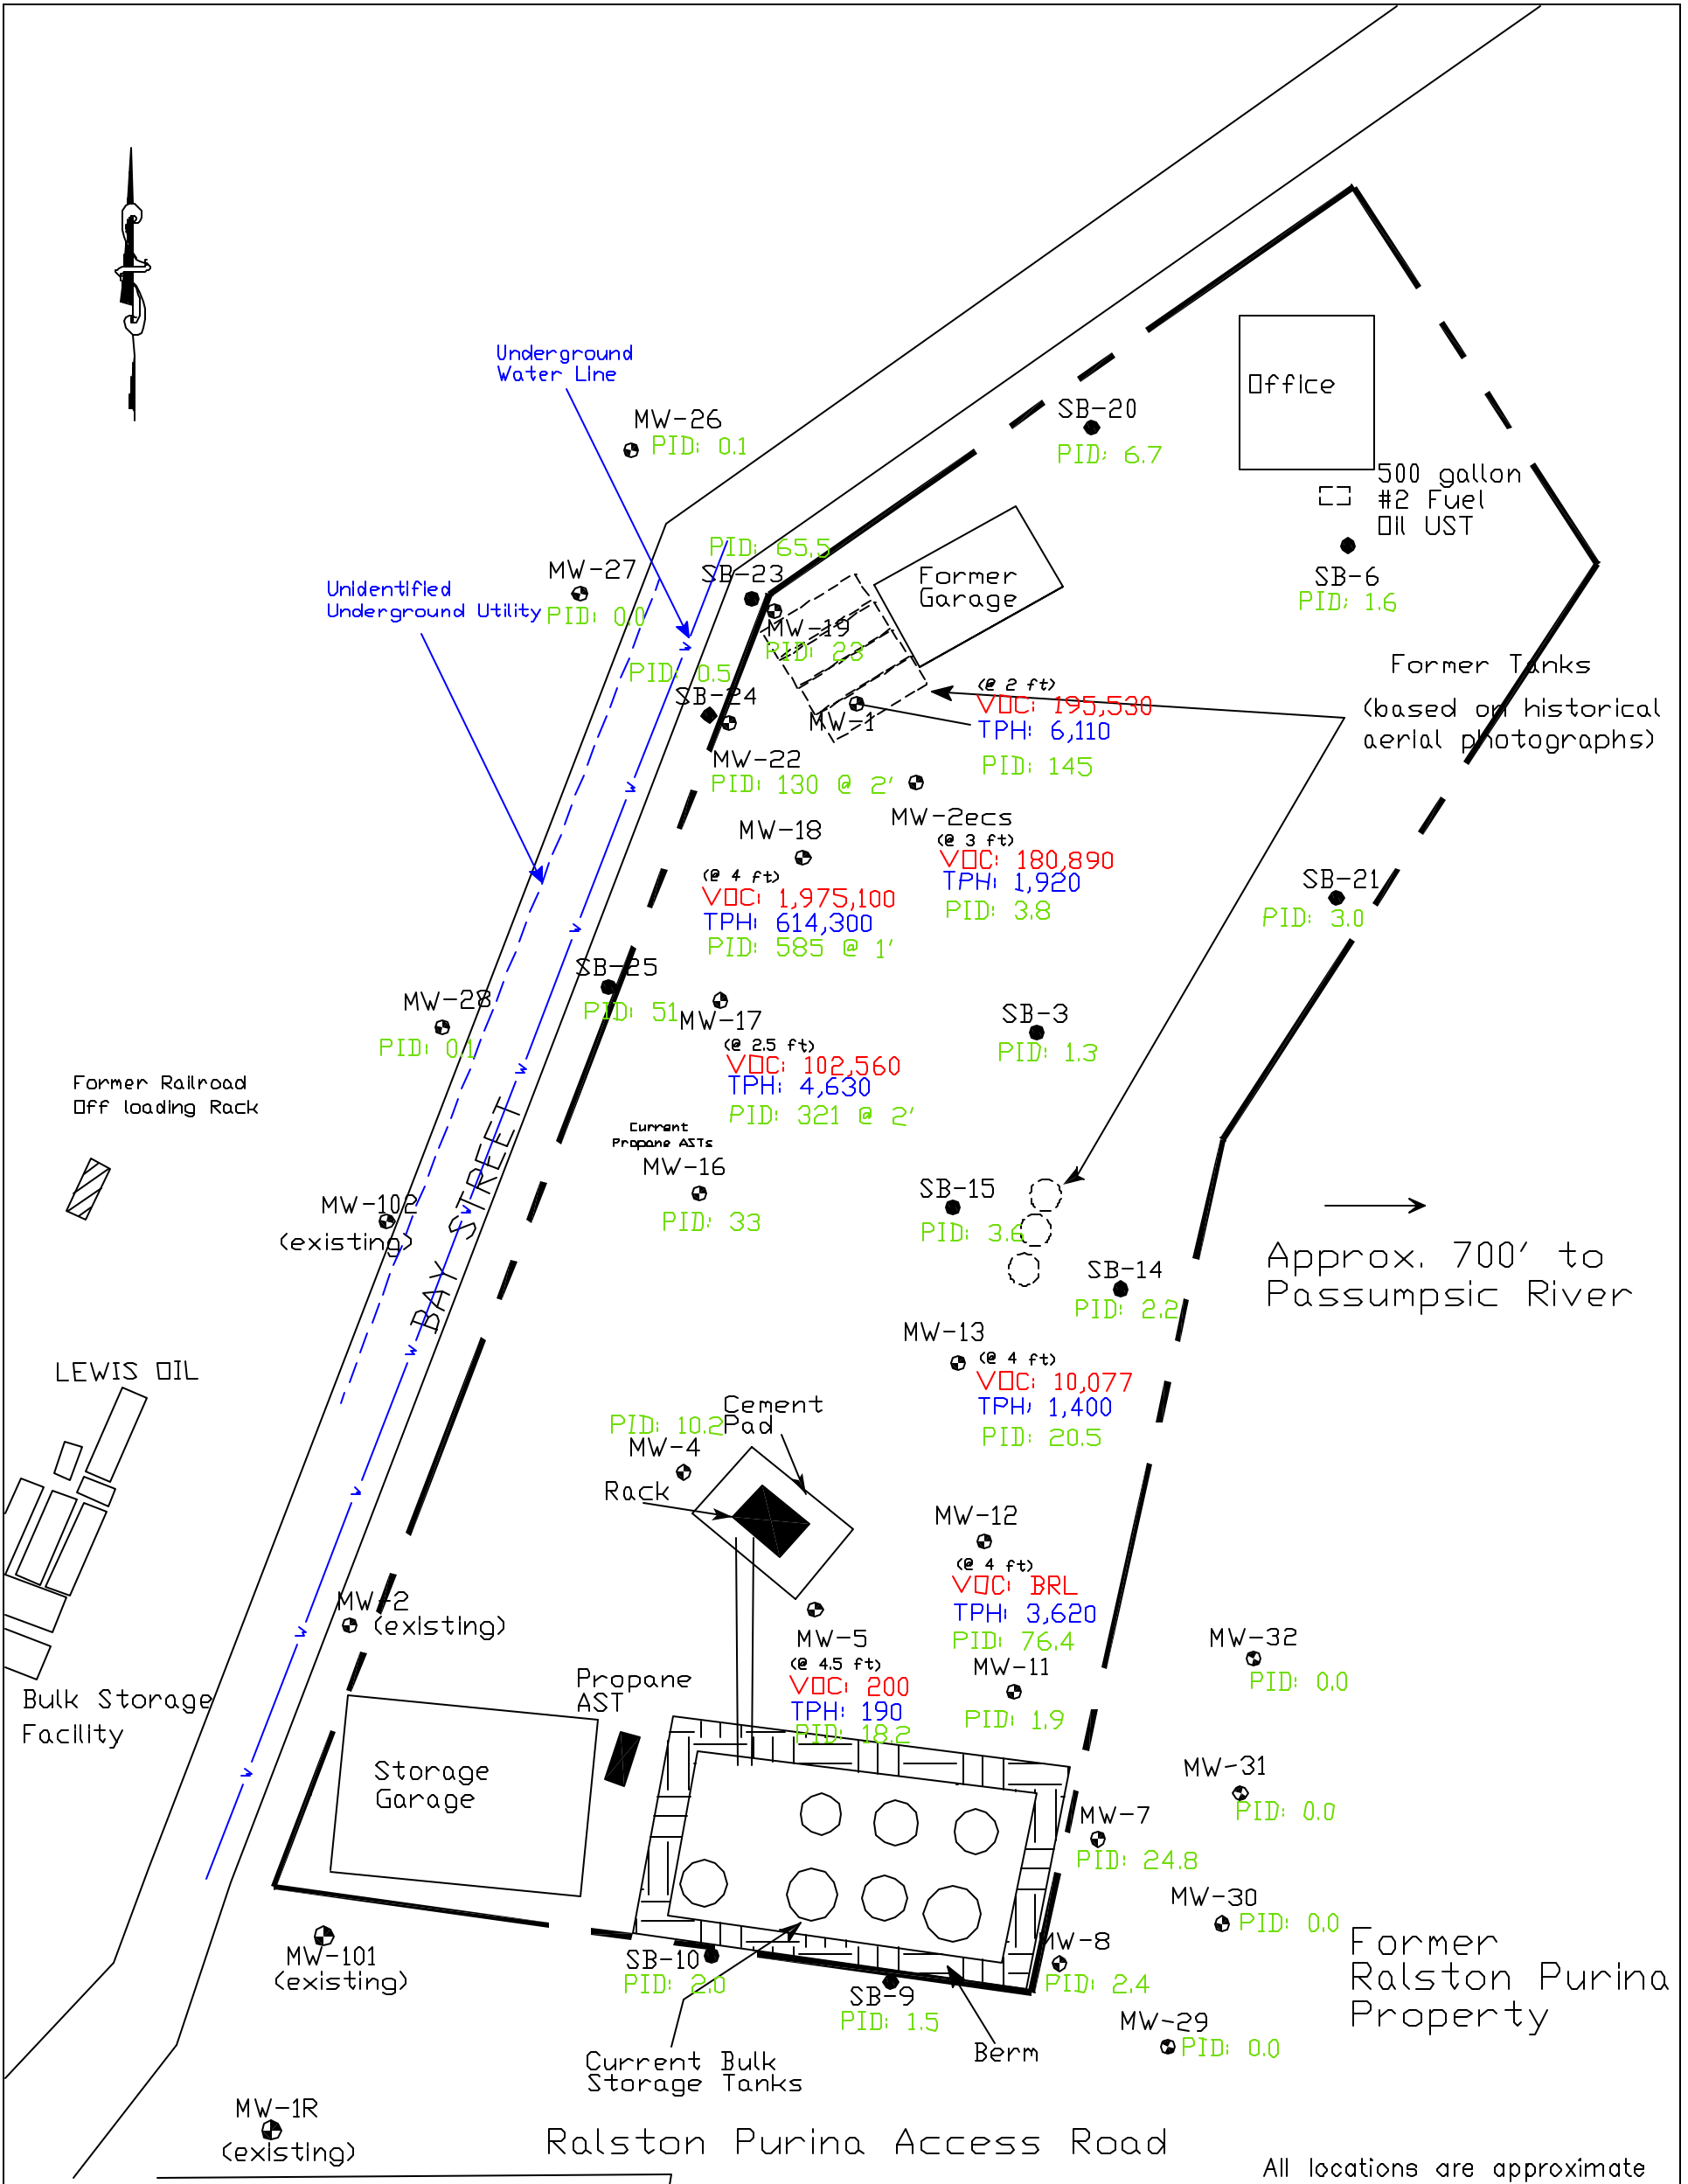 Underground
Water Line
MW-26
PID: 0.1
SB-20
PID: 6.7
Office
500 gallon
#2 Fuel
Oil UST
SB-6
PID: 1.6
Unidentified
Underground Utility
MW-27
PID: 0.0
PID: 65.5
SB-23
MW-19
PID: 23
Former
Garage
PID: 0.5
SB-24
MW-22
PID: 130 @ 2'
MW-1
(@ 2 ft)
VOC: 195,530
TPH: 6,110
PID: 145
Former Tanks
(based on historical
aerial photographs)
MW-2ecs
(@ 3 ft)
VOC: 180,890
TPH: 1,920
PID: 3.8
MW-18
(@ 4 ft)
VOC: 1,975,100
TPH: 614,300
PID: 585 @ 1'
SB-21
PID: 3.0
SB-25
PID: 51
MW-28
PID: 0.1
MW-17
(@ 2.5 ft)
VOC: 102,560
TPH: 4,630
PID: 321 @ 2'
SB-3
PID: 1.3
Former Railroad
Off loading Rack
Current
Propane ASTs
MW-16
PID: 33
SB-15
PID: 3.6
MW-102
(existing)
BAY STREET
W
W
W
W
W
W
W
W
W
SB-14
PID: 2.2
Approx. 700' to
Passumpsic River
MW-13
(@ 4 ft)
VOC: 10,077
TPH: 1,400
PID: 20.5
LEWIS OIL
PID: 10.2
MW-4
Cement
Pad
Rack
MW-12
(@ 4 ft)
VOC: BRL
TPH: 3,620
PID: 76.4
MW-2
(existing)
MW-5
(@ 4.5 ft)
VOC: 200
TPH: 190
PID: 18.2
MW-11
PID: 1.9
MW-32
PID: 0.0
Bulk Storage
Facility
Propane
AST
Storage
Garage
MW-31
PID: 0.0
MW-7
PID: 24.8
MW-30
PID: 0.0
MW-101
(existing)
SB-10
PID: 2.0
SB-9
PID: 1.5
MW-8
PID: 2.4
Former
Ralston Purina
Property
MW-29
PID: 0.0
Berm
Current Bulk
Storage Tanks
MW-1R
(existing)
Ralston Purina Access Road
All locations are approximate